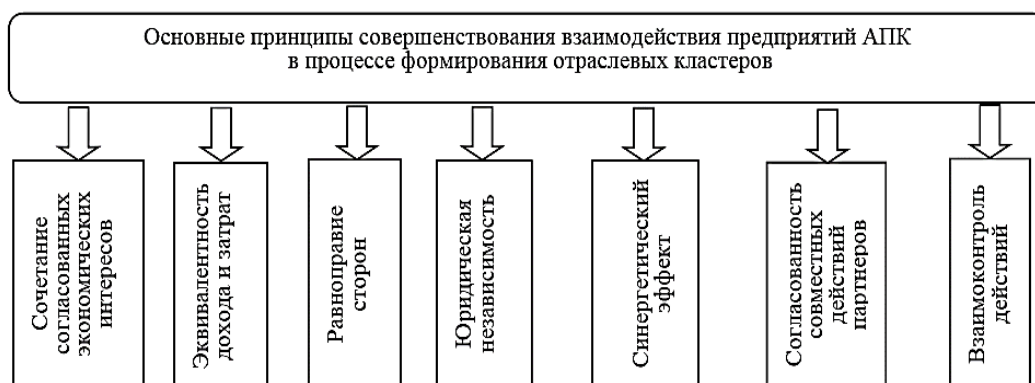 Основные принципы совершенствования взаимодействия предприятий АПК
в процессе формирования отраслевых кластеров
Сочетание
согласованных
экономических
интересов
Эквивалентность
дохода и затрат
Равноправие
сторон
Юридическая
независимость
Синергетический
эффект
Согласованность
совместных
действий
партнеров
Взаимоконтроль
действий